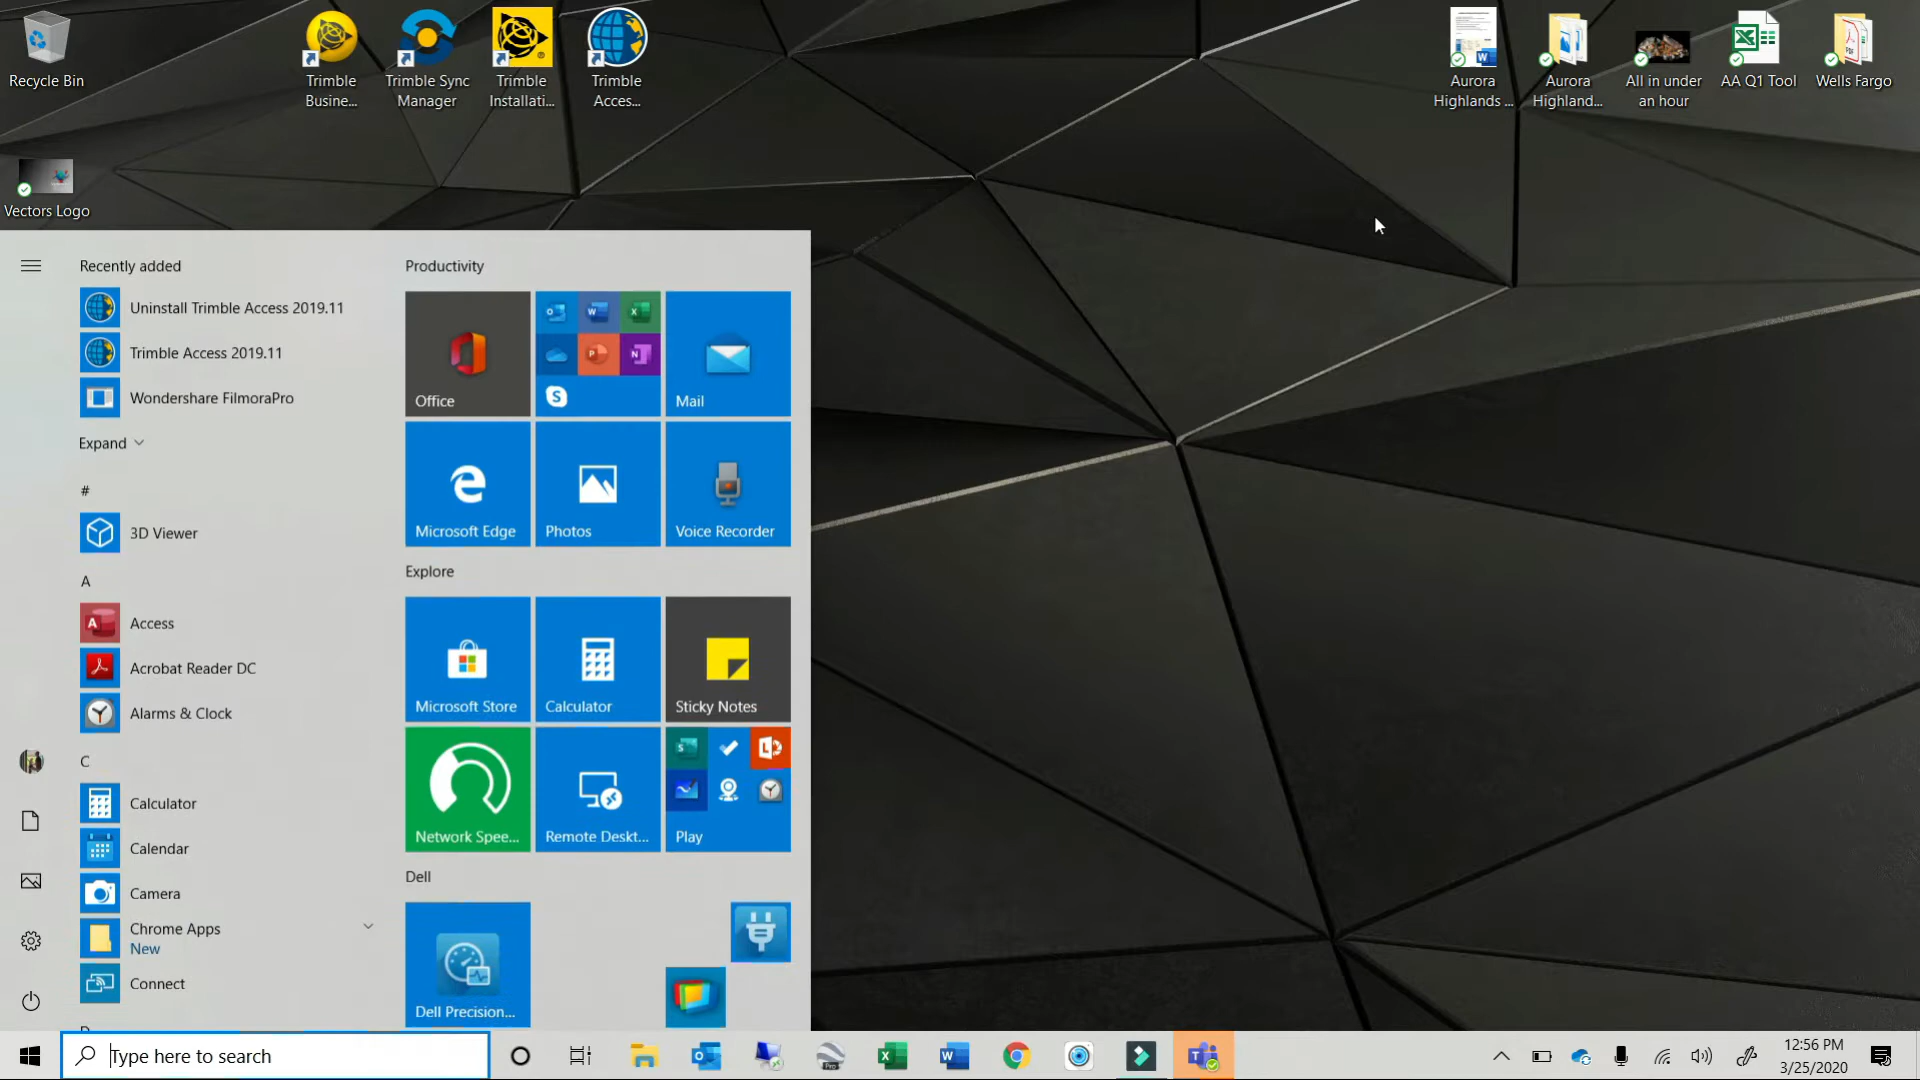 Recycle Bin
Trimble
Busine...
Trimble Sync
Manager
Trimble
Installati...
Trimble
Acces...
Aurora
Highlands ...
Aurora
Highland...
All in under
an hour
AA Q1 Tool
Wells Fargo
Vectors Logo
Recently added
Uninstall Trimble Access 2019.11
Trimble Access 2019.11
Wondershare FilmoraPro
Expand
#
3D Viewer
A
Access
Acrobat Reader DC
Alarms & Clock
C
Calculator
Calendar
Camera
Chrome Apps
New
Connect
Productivity
Office
Mail
Microsoft Edge
Photos
Voice Recorder
Explore
Microsoft Store
Calculator
Sticky Notes
Network Spee...
Remote Deskt...
Play
Dell
Dell Precision...
Type here to search
12:56 PM
3/25/2020